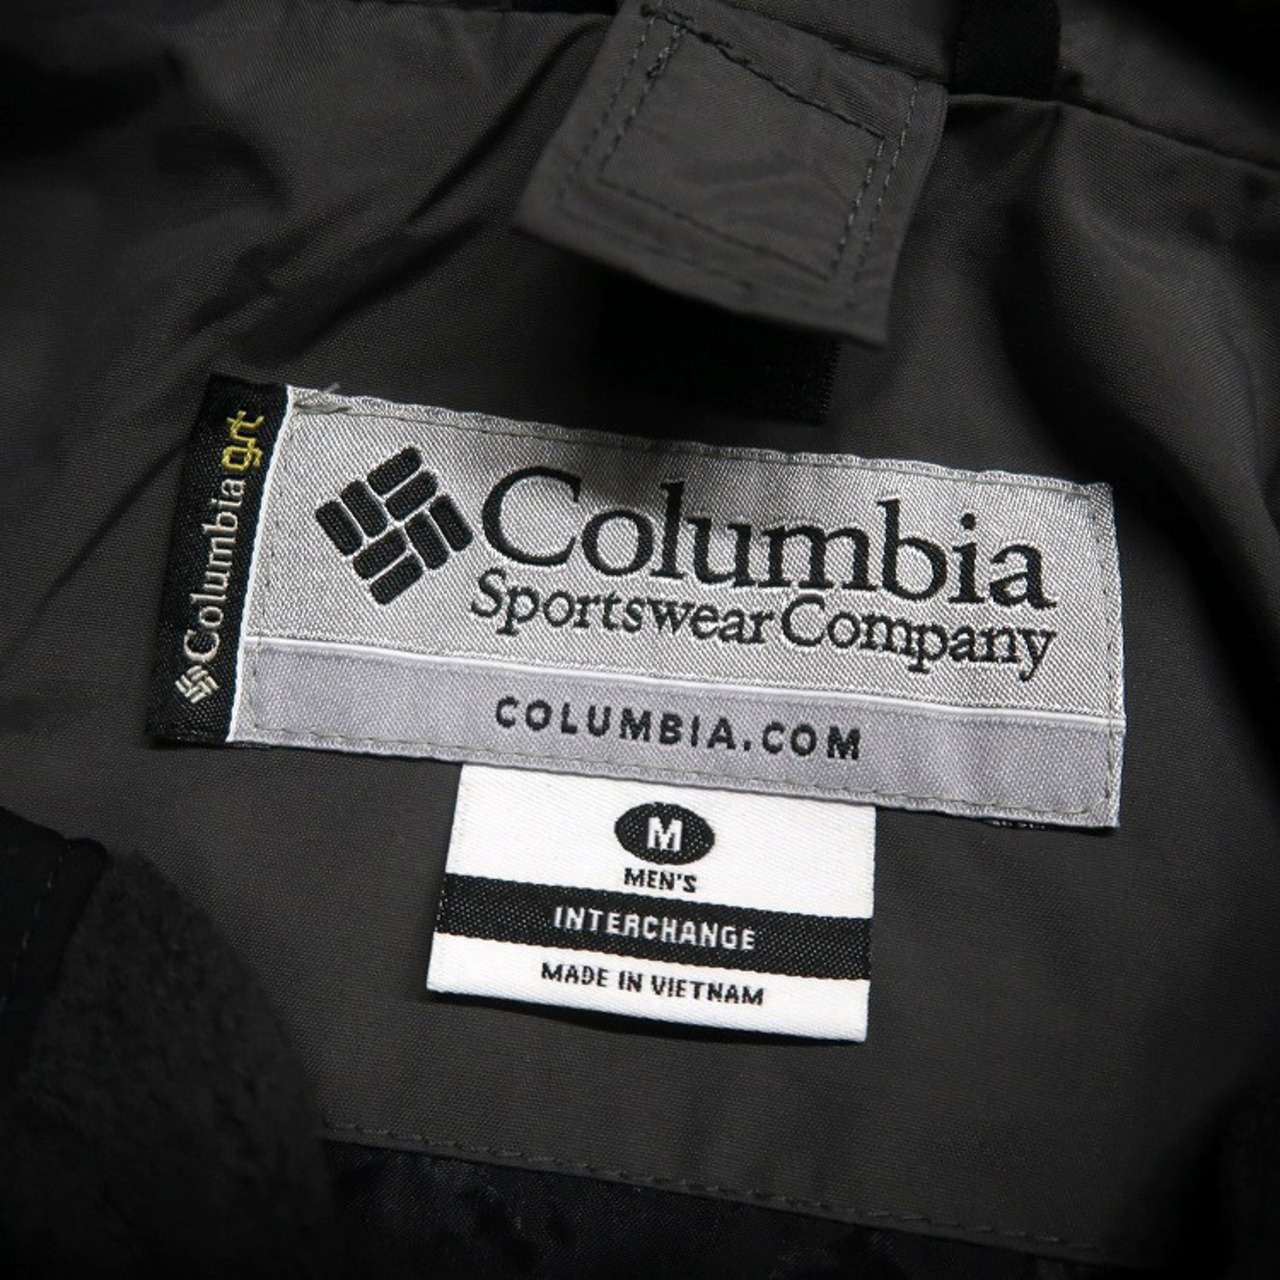 Columbia grt
Columbia
Sportswear Company
COLUMBIA.COM
M
MEN'S
INTERCHANGE
MADE IN VIETNAM